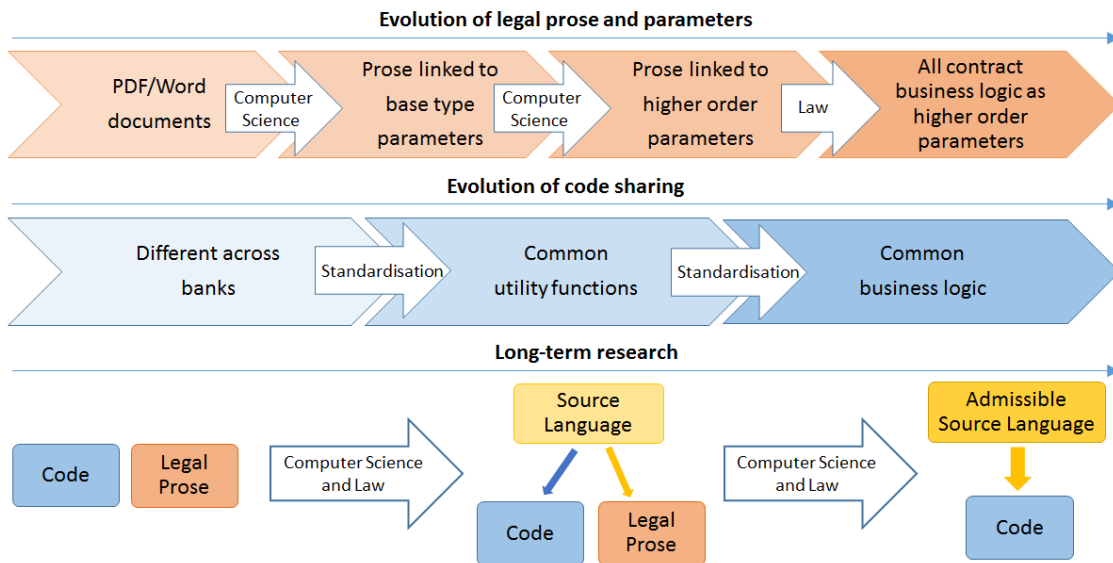 Evolution of legal prose and parameters
PDF/Word
documents
Computer
Science
Prose linked to
base type
parameters
Computer
Science
Prose linked to
higher order
parameters
Law
All contract
business logic as
higher order
parameters
Evolution of code sharing
Different across
banks
Standardisation
Common
utility functions
Standardisation
Common
business logic
Long-term research
Code
Legal
Prose
Computer Science
and Law
Source
Language
Code
Legal
Prose
Computer Science
and Law
Admissible
Source Language
Code